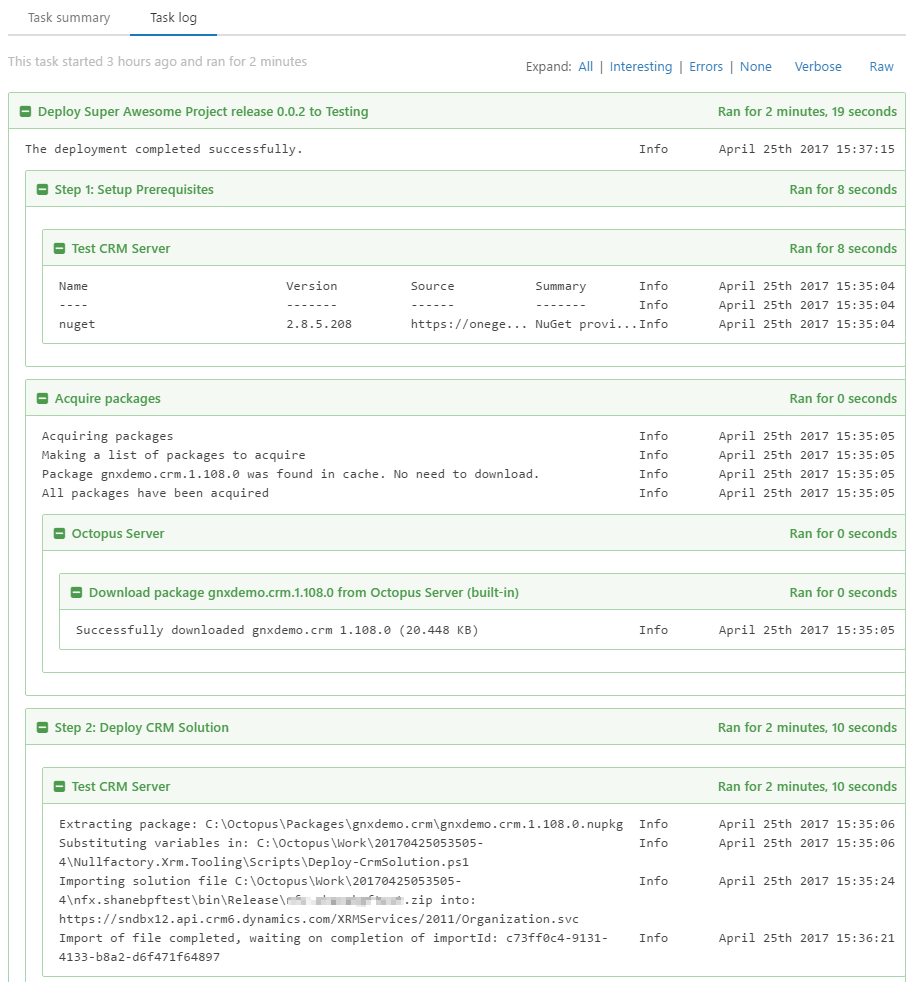 Task summary Task log
This task started 3 hours ago and ran for 2 minutes
Expand: All | Interesting | Errors | None Verbose Raw
Deploy Super Awesome Project release 0.0.2 to Testing Ran for 2 minutes, 19 seconds
The deployment completed successfully. Info April 25th 2017 15:37:15
Step 1: Setup Prerequisites Ran for 8 seconds
Test CRM Server Ran for 8 seconds
Name Version Source Summary Info April 25th 2017 15:35:04
---- ------- ------ ------- Info April 25th 2017 15:35:04
nuget 2.8.5.208 https://onege... NuGet provi... Info April 25th 2017 15:35:04
Acquire packages Ran for 0 seconds
Acquiring packages Info April 25th 2017 15:35:05
Making a list of packages to acquire Info April 25th 2017 15:35:05
Package gnxdemo.crm.1.108.0 was found in cache. No need to download. Info April 25th 2017 15:35:05
All packages have been acquired Info April 25th 2017 15:35:05
Octopus Server Ran for 0 seconds
Download package gnxdemo.crm.1.108.0 from Octopus Server (built-in) Ran for 0 seconds
Successfully downloaded gnxdemo.crm 1.108.0 (20.448 KB) Info April 25th 2017 15:35:05
Step 2: Deploy CRM Solution Ran for 2 minutes, 10 seconds
Test CRM Server Ran for 2 minutes, 10 seconds
Extracting package: C:\Octopus\Packages\gnxdemo.crm\gnxdemo.crm.1.108.0.nupkg Info April 25th 2017 15:35:06
Substituting variables in: C:\Octopus\Work\20170425053505- Info April 25th 2017 15:35:06
4\Nullfactory.Xrm.Tooling\Scripts\Deploy-CrmSolution.ps1
Importing solution file C:\Octopus\Work\20170425053505- Info April 25th 2017 15:35:24
4\nfx.shanebpftest\bin\Release\ .zip into:
https://sndbx12.api.crm6.dynamics.com/XRMServices/2011/Organization.svc
Import of file completed, waiting on completion of importId: c73ff0c4-9131- Info April 25th 2017 15:36:21
4133-b8a2-d6f471f64897